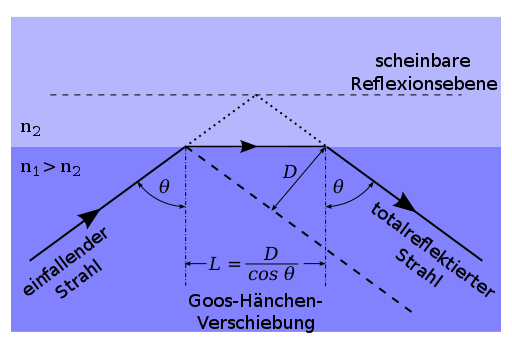 scheinbare
Reflexionsebene
n₂
n₁ > n₂
θ
D
θ
einfallender
Strahl
totalreflektierter
Strahl
L = D / cos θ
Goos-Hänchen-
Verschiebung